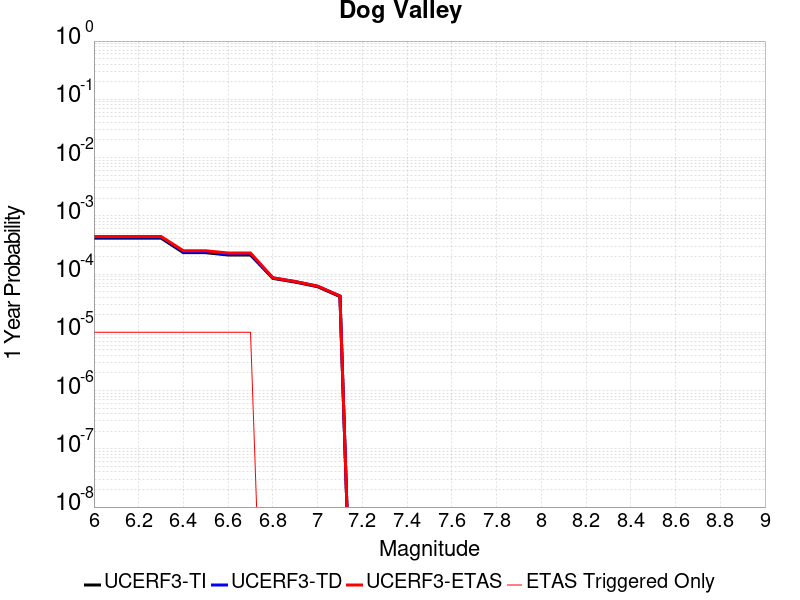 Dog Valley
10^0
10^-1
10^-2
10^-3
10^-4
10^-5
10^-6
10^-7
10^-8
1 Year Probability
6 6.2 6.4 6.6 6.8 7 7.2 7.4 7.6 7.8 8 8.2 8.4 8.6 8.8 9
Magnitude
UCERF3-TI UCERF3-TD UCERF3-ETAS ETAS Triggered Only